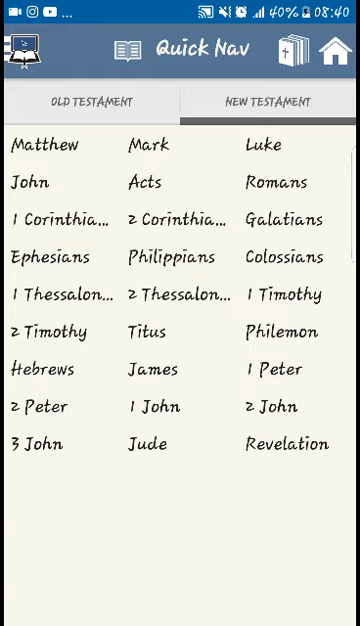 ... 40% 08:40
Quick Nav
OLD TESTAMENT NEW TESTAMENT
Matthew Mark Luke
John Acts Romans
1 Corinthia... 2 Corinthia... Galatians
Ephesians Philippians Colossians
1 Thessalon... 2 Thessalon... 1 Timothy
2 Timothy Titus Philemon
Hebrews James 1 Peter
2 Peter 1 John 2 John
3 John Jude Revelation